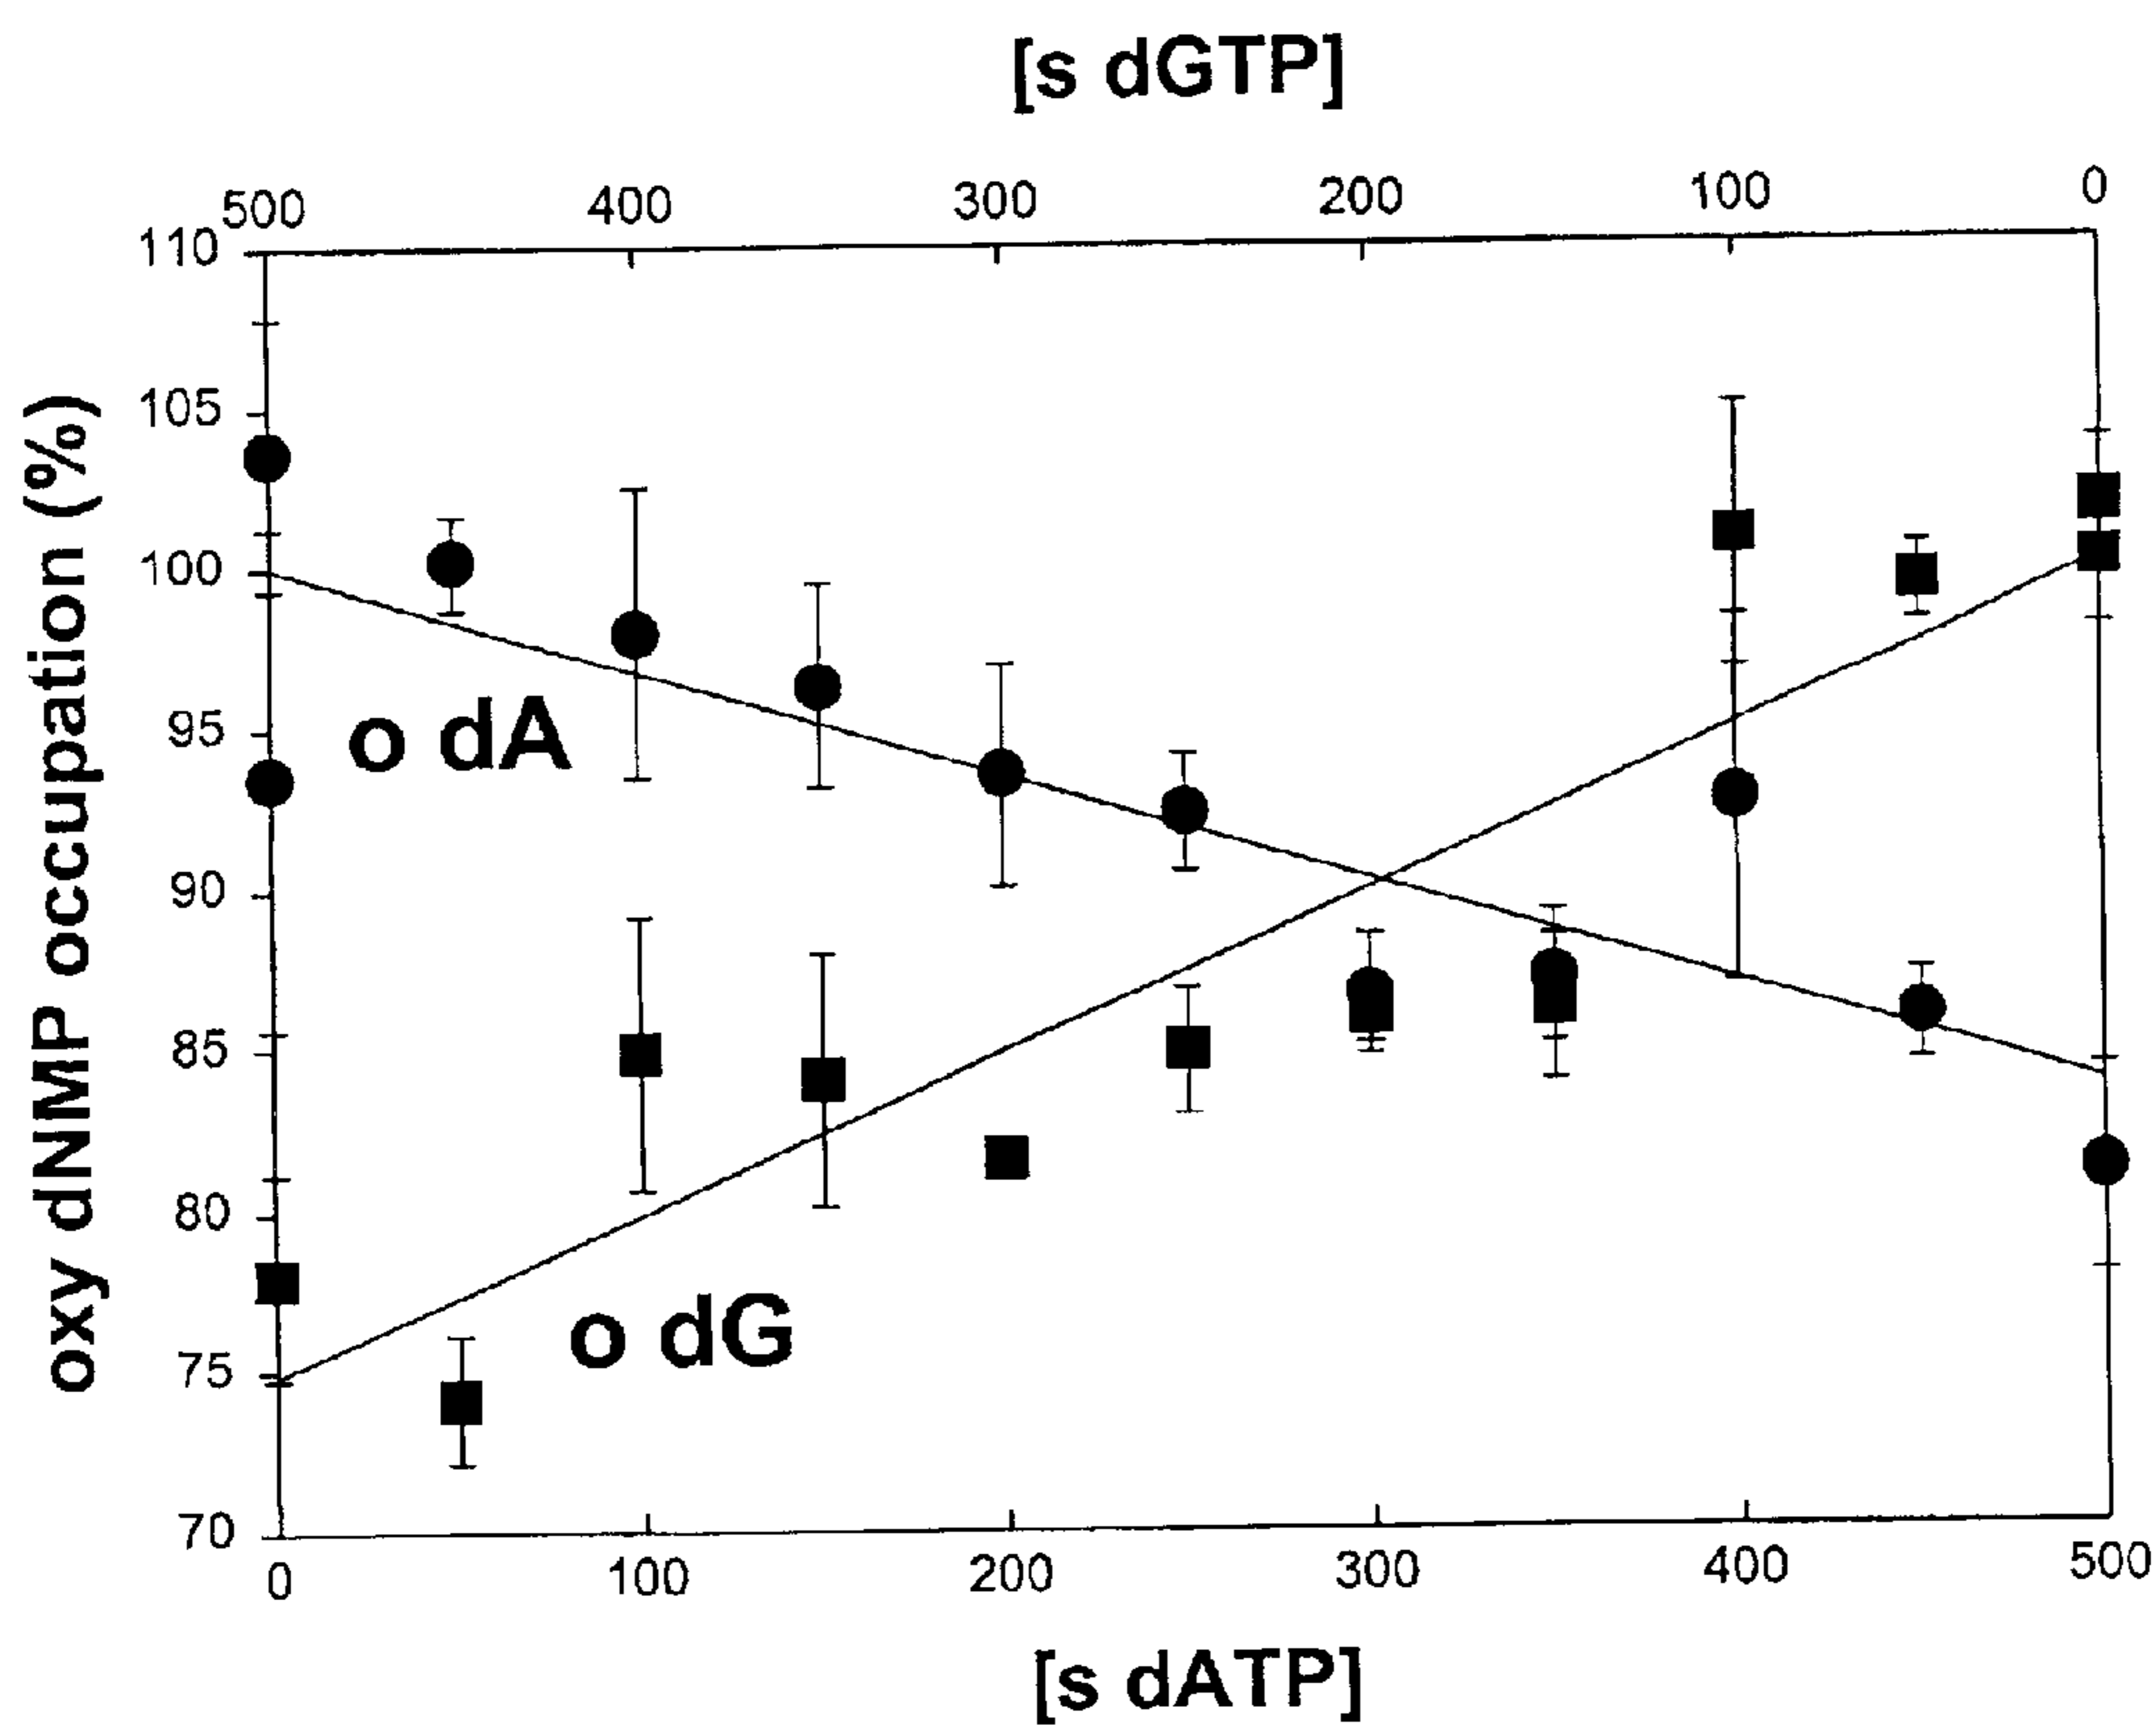 [s dGTP]
500 400 300 200 100 0
110
105
100
95
90
85
80
75
70
oxy dNMP occupation (%)
o dA
o dG
0 100 200 300 400 500
[s dATP]